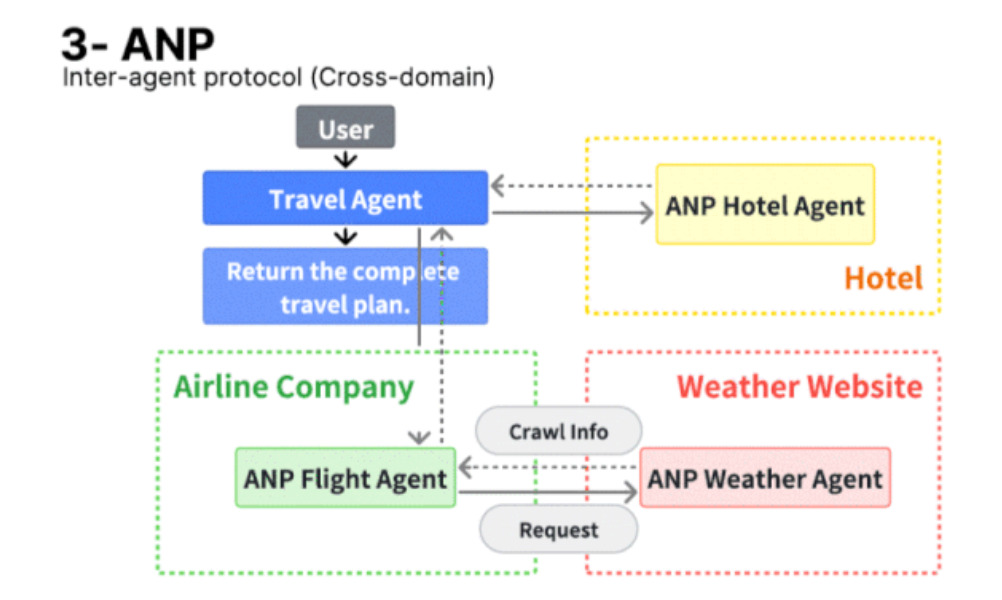 3- ANP
Inter-agent protocol (Cross-domain)
User
Travel Agent
ANP Hotel Agent
Hotel
Return the complete
travel plan.
Airline Company
Weather Website
Crawl Info
ANP Flight Agent
ANP Weather Agent
Request